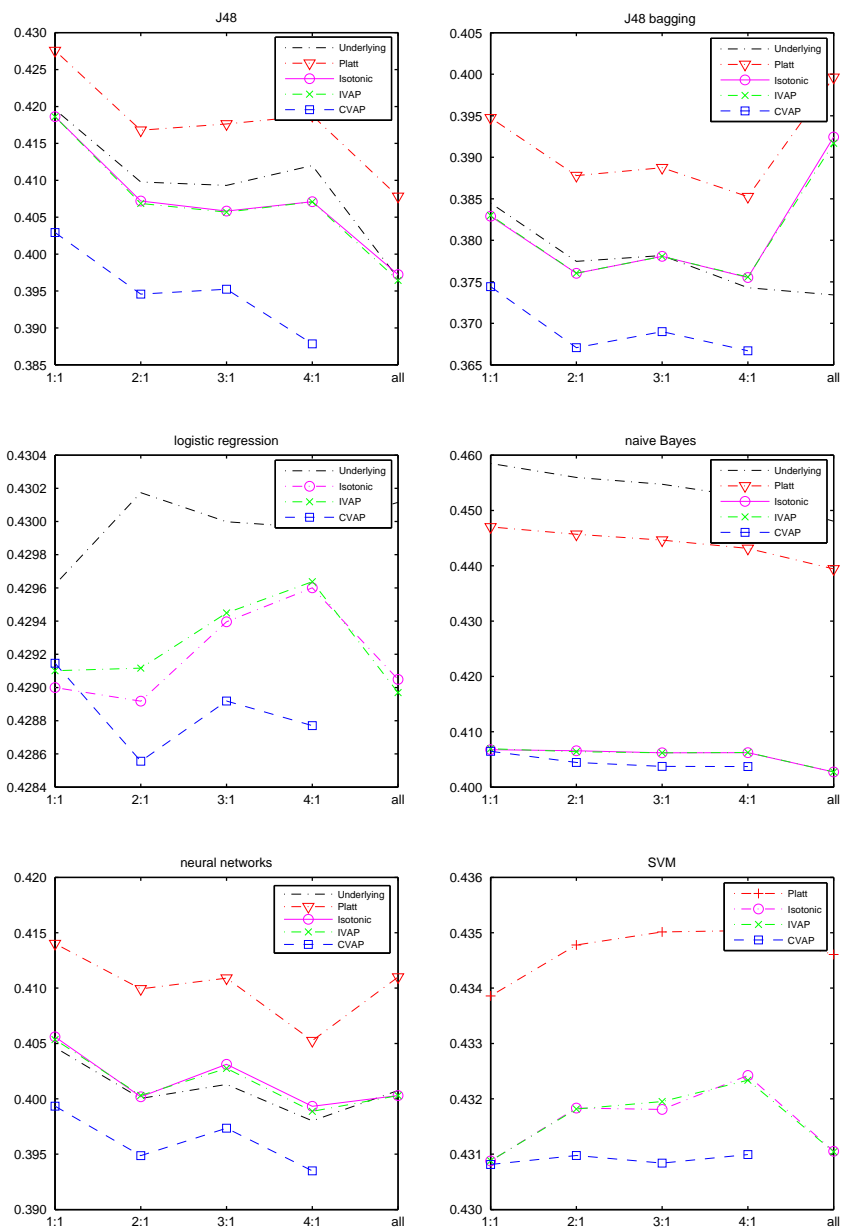 J48
0.430
0.425
0.420
0.415
0.410
0.405
0.400
0.395
0.390
0.385
1:1
2:1
3:1
4:1
all
Underlying
Platt
Isotonic
IVAP
CVAP
J48 bagging
0.405
0.400
0.395
0.390
0.385
0.380
0.375
0.370
0.365
1:1
2:1
3:1
4:1
all
Underlying
Platt
Isotonic
IVAP
CVAP
logistic regression
0.4304
0.4302
0.4300
0.4298
0.4296
0.4294
0.4292
0.4290
0.4288
0.4286
0.4284
1:1
2:1
3:1
4:1
all
Underlying
Isotonic
IVAP
CVAP
naive Bayes
0.460
0.450
0.440
0.430
0.420
0.410
0.400
1:1
2:1
3:1
4:1
all
Underlying
Platt
Isotonic
IVAP
CVAP
neural networks
0.420
0.415
0.410
0.405
0.400
0.395
0.390
1:1
2:1
3:1
4:1
all
Underlying
Platt
Isotonic
IVAP
CVAP
SVM
0.436
0.435
0.434
0.433
0.432
0.431
0.430
1:1
2:1
3:1
4:1
all
Platt
Isotonic
IVAP
CVAP